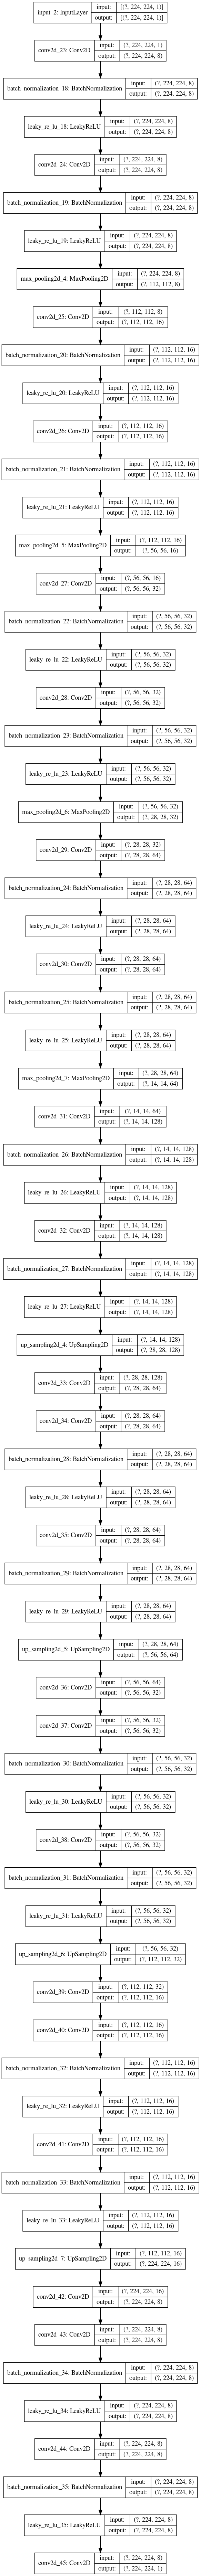 input_2: InputLayer
input: [(?, 224, 224, 1)]
output: [(?, 224, 224, 1)]
conv2d_23: Conv2D
input: (?, 224, 224, 1)
output: (?, 224, 224, 8)
batch_normalization_18: BatchNormalization
input: (?, 224, 224, 8)
output: (?, 224, 224, 8)
leaky_re_lu_18: LeakyReLU
input: (?, 224, 224, 8)
output: (?, 224, 224, 8)
conv2d_24: Conv2D
input: (?, 224, 224, 8)
output: (?, 224, 224, 8)
batch_normalization_19: BatchNormalization
input: (?, 224, 224, 8)
output: (?, 224, 224, 8)
leaky_re_lu_19: LeakyReLU
input: (?, 224, 224, 8)
output: (?, 224, 224, 8)
max_pooling2d_4: MaxPooling2D
input: (?, 224, 224, 8)
output: (?, 112, 112, 8)
conv2d_25: Conv2D
input: (?, 112, 112, 8)
output: (?, 112, 112, 16)
batch_normalization_20: BatchNormalization
input: (?, 112, 112, 16)
output: (?, 112, 112, 16)
leaky_re_lu_20: LeakyReLU
input: (?, 112, 112, 16)
output: (?, 112, 112, 16)
conv2d_26: Conv2D
input: (?, 112, 112, 16)
output: (?, 112, 112, 16)
batch_normalization_21: BatchNormalization
input: (?, 112, 112, 16)
output: (?, 112, 112, 16)
leaky_re_lu_21: LeakyReLU
input: (?, 112, 112, 16)
output: (?, 112, 112, 16)
max_pooling2d_5: MaxPooling2D
input: (?, 112, 112, 16)
output: (?, 56, 56, 16)
conv2d_27: Conv2D
input: (?, 56, 56, 16)
output: (?, 56, 56, 32)
batch_normalization_22: BatchNormalization
input: (?, 56, 56, 32)
output: (?, 56, 56, 32)
leaky_re_lu_22: LeakyReLU
input: (?, 56, 56, 32)
output: (?, 56, 56, 32)
conv2d_28: Conv2D
input: (?, 56, 56, 32)
output: (?, 56, 56, 32)
batch_normalization_23: BatchNormalization
input: (?, 56, 56, 32)
output: (?, 56, 56, 32)
leaky_re_lu_23: LeakyReLU
input: (?, 56, 56, 32)
output: (?, 56, 56, 32)
max_pooling2d_6: MaxPooling2D
input: (?, 56, 56, 32)
output: (?, 28, 28, 32)
conv2d_29: Conv2D
input: (?, 28, 28, 32)
output: (?, 28, 28, 64)
batch_normalization_24: BatchNormalization
input: (?, 28, 28, 64)
output: (?, 28, 28, 64)
leaky_re_lu_24: LeakyReLU
input: (?, 28, 28, 64)
output: (?, 28, 28, 64)
conv2d_30: Conv2D
input: (?, 28, 28, 64)
output: (?, 28, 28, 64)
batch_normalization_25: BatchNormalization
input: (?, 28, 28, 64)
output: (?, 28, 28, 64)
leaky_re_lu_25: LeakyReLU
input: (?, 28, 28, 64)
output: (?, 28, 28, 64)
max_pooling2d_7: MaxPooling2D
input: (?, 28, 28, 64)
output: (?, 14, 14, 64)
conv2d_31: Conv2D
input: (?, 14, 14, 64)
output: (?, 14, 14, 128)
batch_normalization_26: BatchNormalization
input: (?, 14, 14, 128)
output: (?, 14, 14, 128)
leaky_re_lu_26: LeakyReLU
input: (?, 14, 14, 128)
output: (?, 14, 14, 128)
conv2d_32: Conv2D
input: (?, 14, 14, 128)
output: (?, 14, 14, 128)
batch_normalization_27: BatchNormalization
input: (?, 14, 14, 128)
output: (?, 14, 14, 128)
leaky_re_lu_27: LeakyReLU
input: (?, 14, 14, 128)
output: (?, 14, 14, 128)
up_sampling2d_4: UpSampling2D
input: (?, 14, 14, 128)
output: (?, 28, 28, 128)
conv2d_33: Conv2D
input: (?, 28, 28, 128)
output: (?, 28, 28, 64)
conv2d_34: Conv2D
input: (?, 28, 28, 64)
output: (?, 28, 28, 64)
batch_normalization_28: BatchNormalization
input: (?, 28, 28, 64)
output: (?, 28, 28, 64)
leaky_re_lu_28: LeakyReLU
input: (?, 28, 28, 64)
output: (?, 28, 28, 64)
conv2d_35: Conv2D
input: (?, 28, 28, 64)
output: (?, 28, 28, 64)
batch_normalization_29: BatchNormalization
input: (?, 28, 28, 64)
output: (?, 28, 28, 64)
leaky_re_lu_29: LeakyReLU
input: (?, 28, 28, 64)
output: (?, 28, 28, 64)
up_sampling2d_5: UpSampling2D
input: (?, 28, 28, 64)
output: (?, 56, 56, 64)
conv2d_36: Conv2D
input: (?, 56, 56, 64)
output: (?, 56, 56, 32)
conv2d_37: Conv2D
input: (?, 56, 56, 32)
output: (?, 56, 56, 32)
batch_normalization_30: BatchNormalization
input: (?, 56, 56, 32)
output: (?, 56, 56, 32)
leaky_re_lu_30: LeakyReLU
input: (?, 56, 56, 32)
output: (?, 56, 56, 32)
conv2d_38: Conv2D
input: (?, 56, 56, 32)
output: (?, 56, 56, 32)
batch_normalization_31: BatchNormalization
input: (?, 56, 56, 32)
output: (?, 56, 56, 32)
leaky_re_lu_31: LeakyReLU
input: (?, 56, 56, 32)
output: (?, 56, 56, 32)
up_sampling2d_6: UpSampling2D
input: (?, 56, 56, 32)
output: (?, 112, 112, 32)
conv2d_39: Conv2D
input: (?, 112, 112, 32)
output: (?, 112, 112, 16)
conv2d_40: Conv2D
input: (?, 112, 112, 16)
output: (?, 112, 112, 16)
batch_normalization_32: BatchNormalization
input: (?, 112, 112, 16)
output: (?, 112, 112, 16)
leaky_re_lu_32: LeakyReLU
input: (?, 112, 112, 16)
output: (?, 112, 112, 16)
conv2d_41: Conv2D
input: (?, 112, 112, 16)
output: (?, 112, 112, 16)
batch_normalization_33: BatchNormalization
input: (?, 112, 112, 16)
output: (?, 112, 112, 16)
leaky_re_lu_33: LeakyReLU
input: (?, 112, 112, 16)
output: (?, 112, 112, 16)
up_sampling2d_7: UpSampling2D
input: (?, 112, 112, 16)
output: (?, 224, 224, 16)
conv2d_42: Conv2D
input: (?, 224, 224, 16)
output: (?, 224, 224, 8)
conv2d_43: Conv2D
input: (?, 224, 224, 8)
output: (?, 224, 224, 8)
batch_normalization_34: BatchNormalization
input: (?, 224, 224, 8)
output: (?, 224, 224, 8)
leaky_re_lu_34: LeakyReLU
input: (?, 224, 224, 8)
output: (?, 224, 224, 8)
conv2d_44: Conv2D
input: (?, 224, 224, 8)
output: (?, 224, 224, 8)
batch_normalization_35: BatchNormalization
input: (?, 224, 224, 8)
output: (?, 224, 224, 8)
leaky_re_lu_35: LeakyReLU
input: (?, 224, 224, 8)
output: (?, 224, 224, 8)
conv2d_45: Conv2D
input: (?, 224, 224, 8)
output: (?, 224, 224, 1)